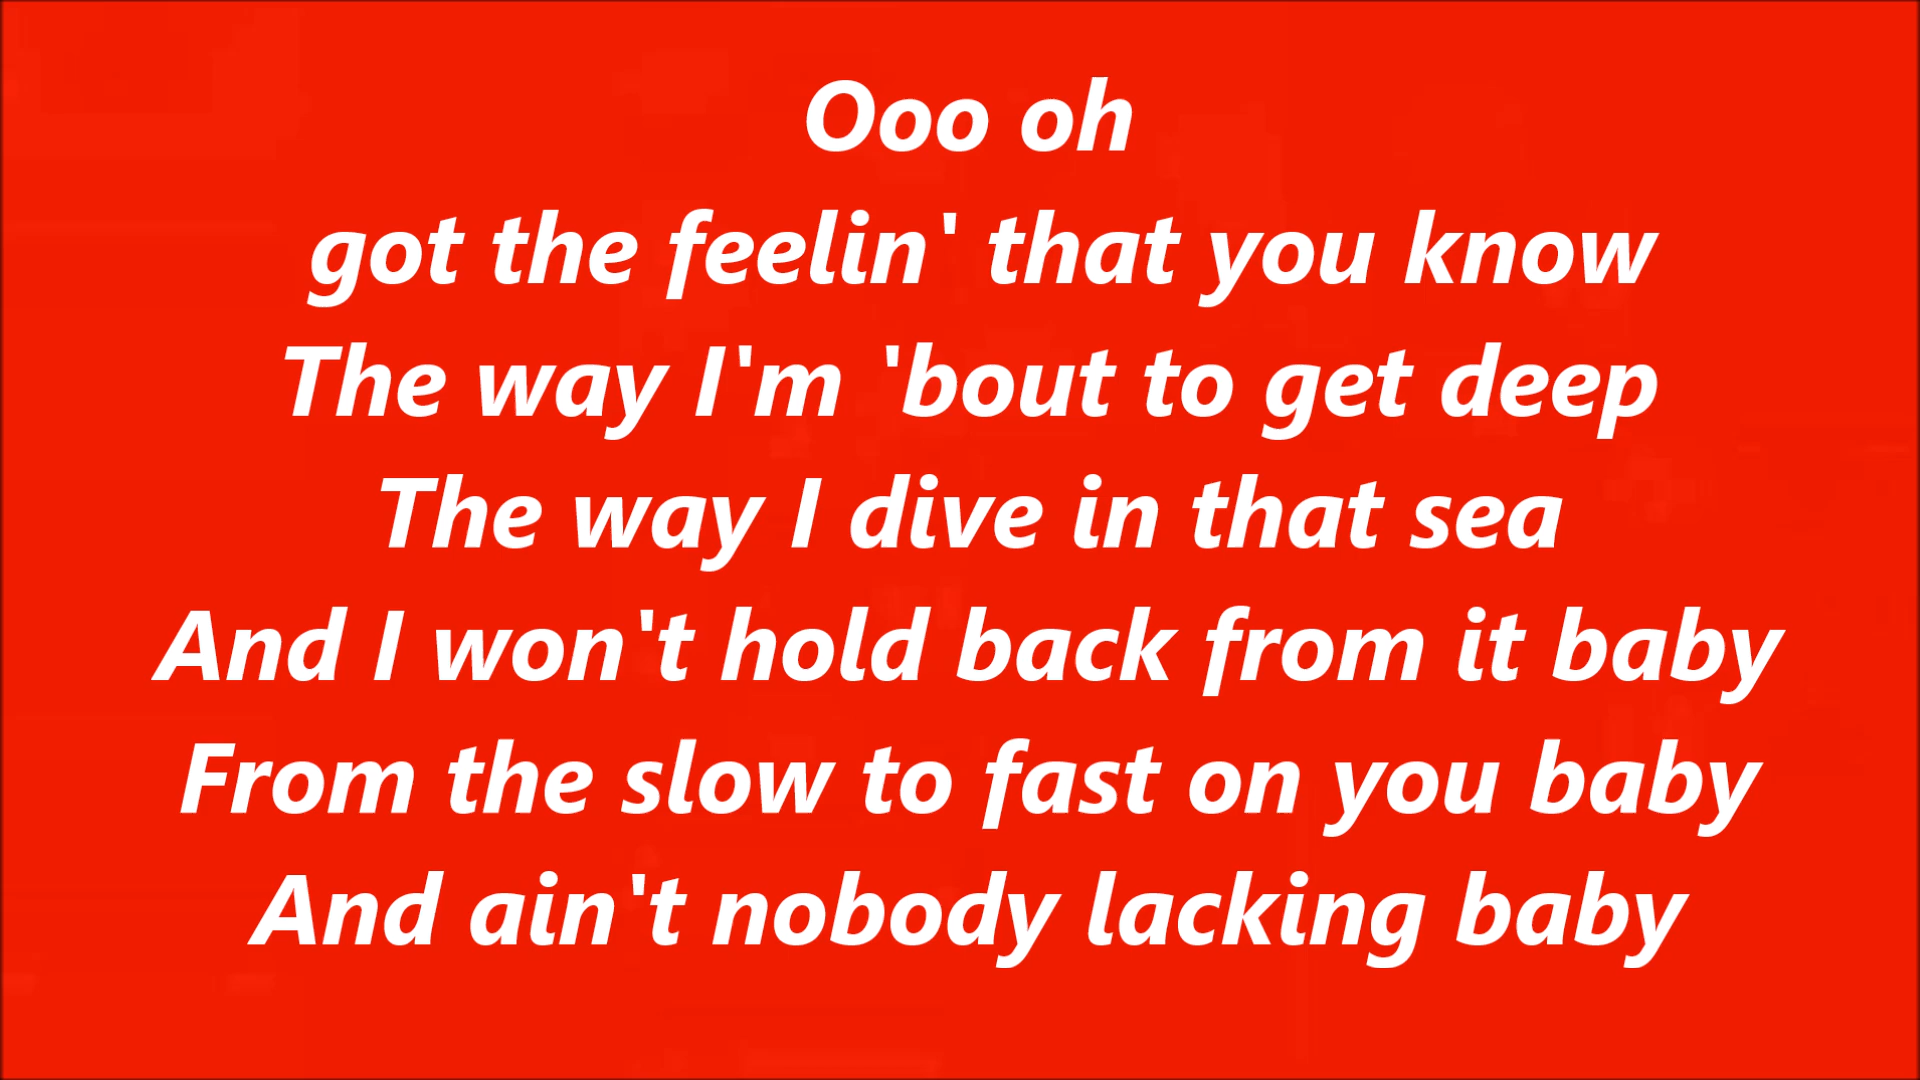 Ooo oh
got the feelin' that you know
The way I'm 'bout to get deep
The way I dive in that sea
And I won't hold back from it baby
From the slow to fast on you baby
And ain't nobody lacking baby